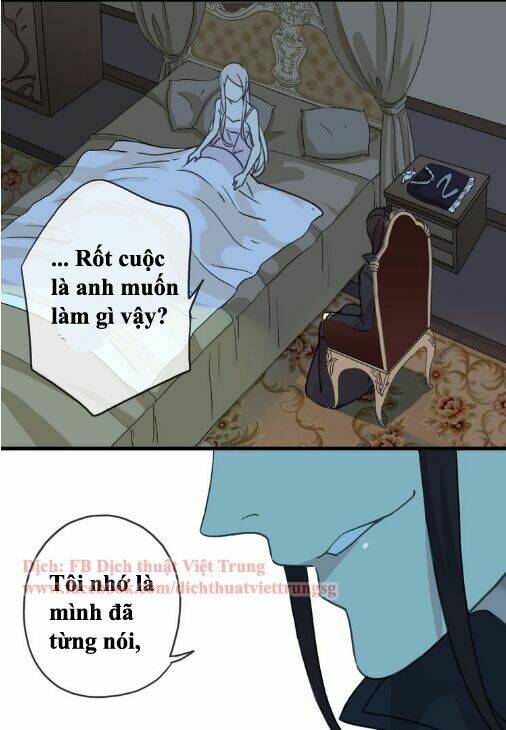 ... Rốt cuộc
là anh muốn
làm gì vậy?
Dịch: FB Dịch thuật Việt Trung
www.facebook.com/dichthuatviettrungsg
Tôi nhớ là
mình đã
từng nói,